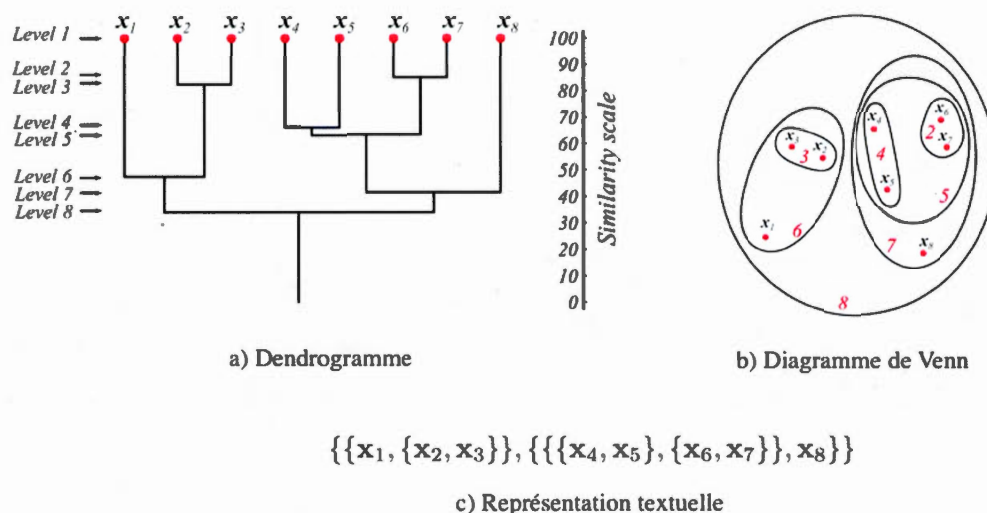 x1 x2 x3 x4 x5 x6 x7 x8
Level 1
Level 2
Level 3
Level 4
Level 5
Level 6
Level 7
Level 8
100
90
80
70
60
50
40
30
20
10
0
Similarity scale
a) Dendrogramme
x4
x6
2
x7
x3
x2
3
4
x5
5
x1
6
7
x8
8
b) Diagramme de Venn
{{x1, {x2, x3}}, {{{x4, x5}, {x6, x7}}, x8}}
c) Représentation textuelle